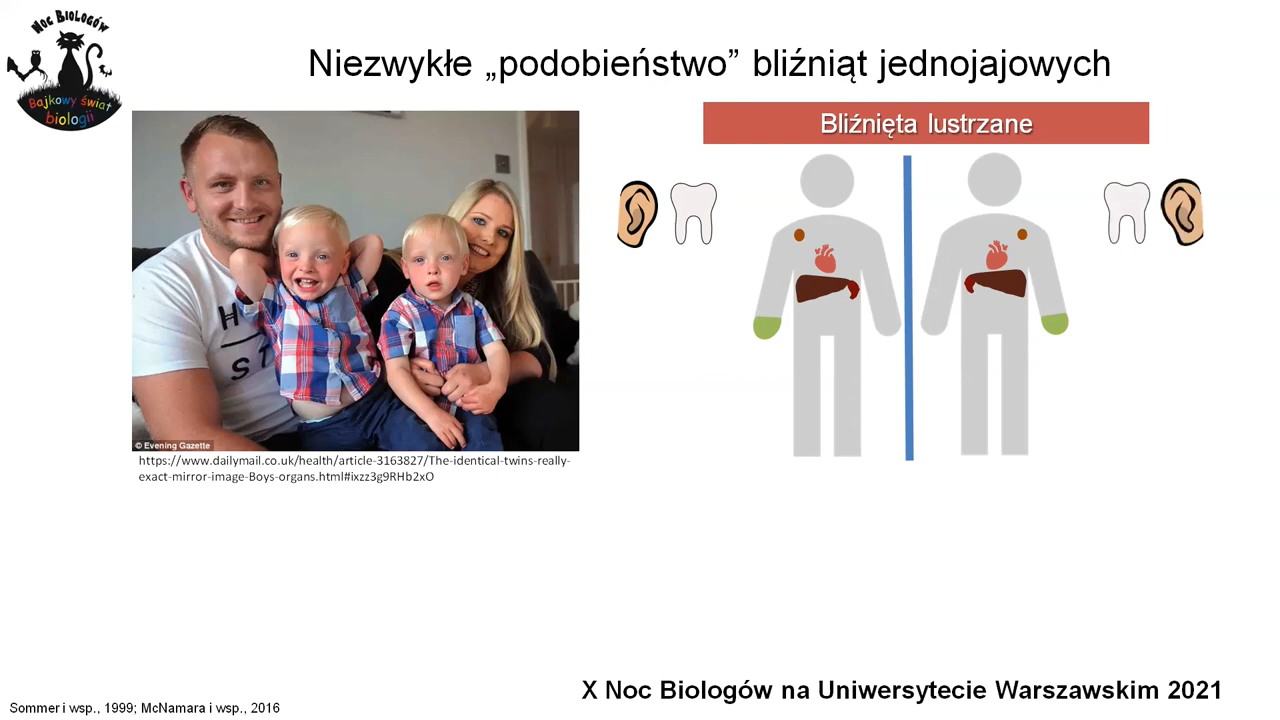 Noc Biologów
Bajkowy świat
biologii
Niezwykłe „podobieństwo” bliźniąt jednojajowych
Bliźnięta lustrzane
H
ST
© Evening Gazette
https://www.dailymail.co.uk/health/article-3163827/The-identical-twins-really-
exact-mirror-image-Boys-organs.html#ixzz3g9RHb2xO
X Noc Biologów na Uniwersytecie Warszawskim 2021
Sommer i wsp., 1999; McNamara i wsp., 2016